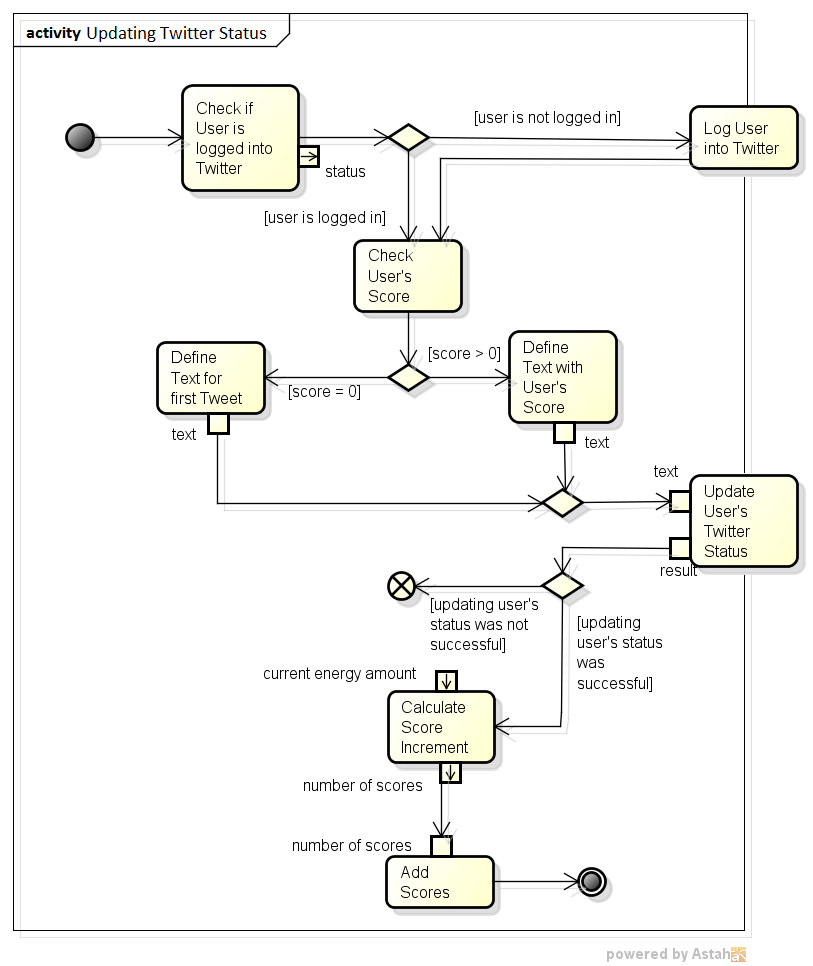 activity Updating Twitter Status
Check if
User is
logged into
Twitter
status
[user is not logged in]
Log User
into Twitter
[user is logged in]
Check
User's
Score
Define
Text for
first Tweet
text
[score = 0]
[score > 0]
Define
Text with
User's
Score
text
text
Update
User's
Twitter
Status
result
[updating user's
status was not
successful]
[updating
user's status
was
successful]
current energy amount
Calculate
Score
Increment
number of scores
number of scores
Add
Scores
powered by Astah